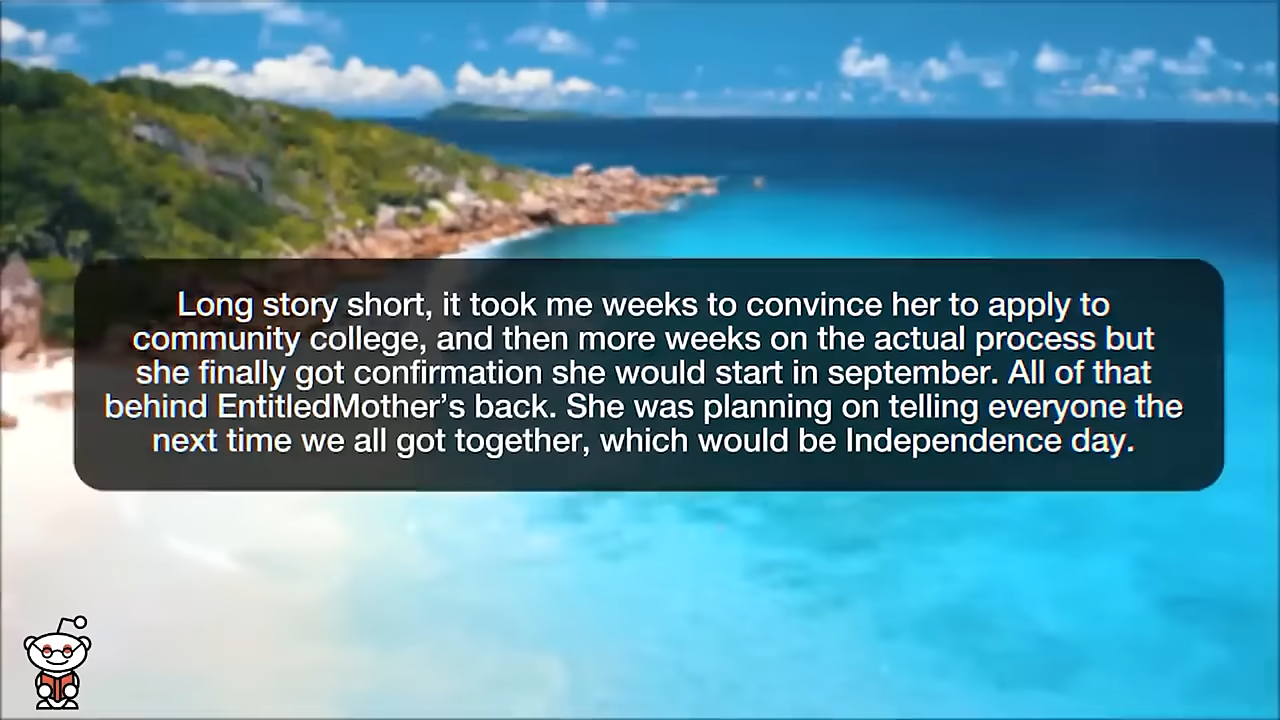 Long story short, it took me weeks to convince her to apply to
community college, and then more weeks on the actual process but
she finally got confirmation she would start in september. All of that
behind EntitledMother’s back. She was planning on telling everyone the
next time we all got together, which would be Independence day.